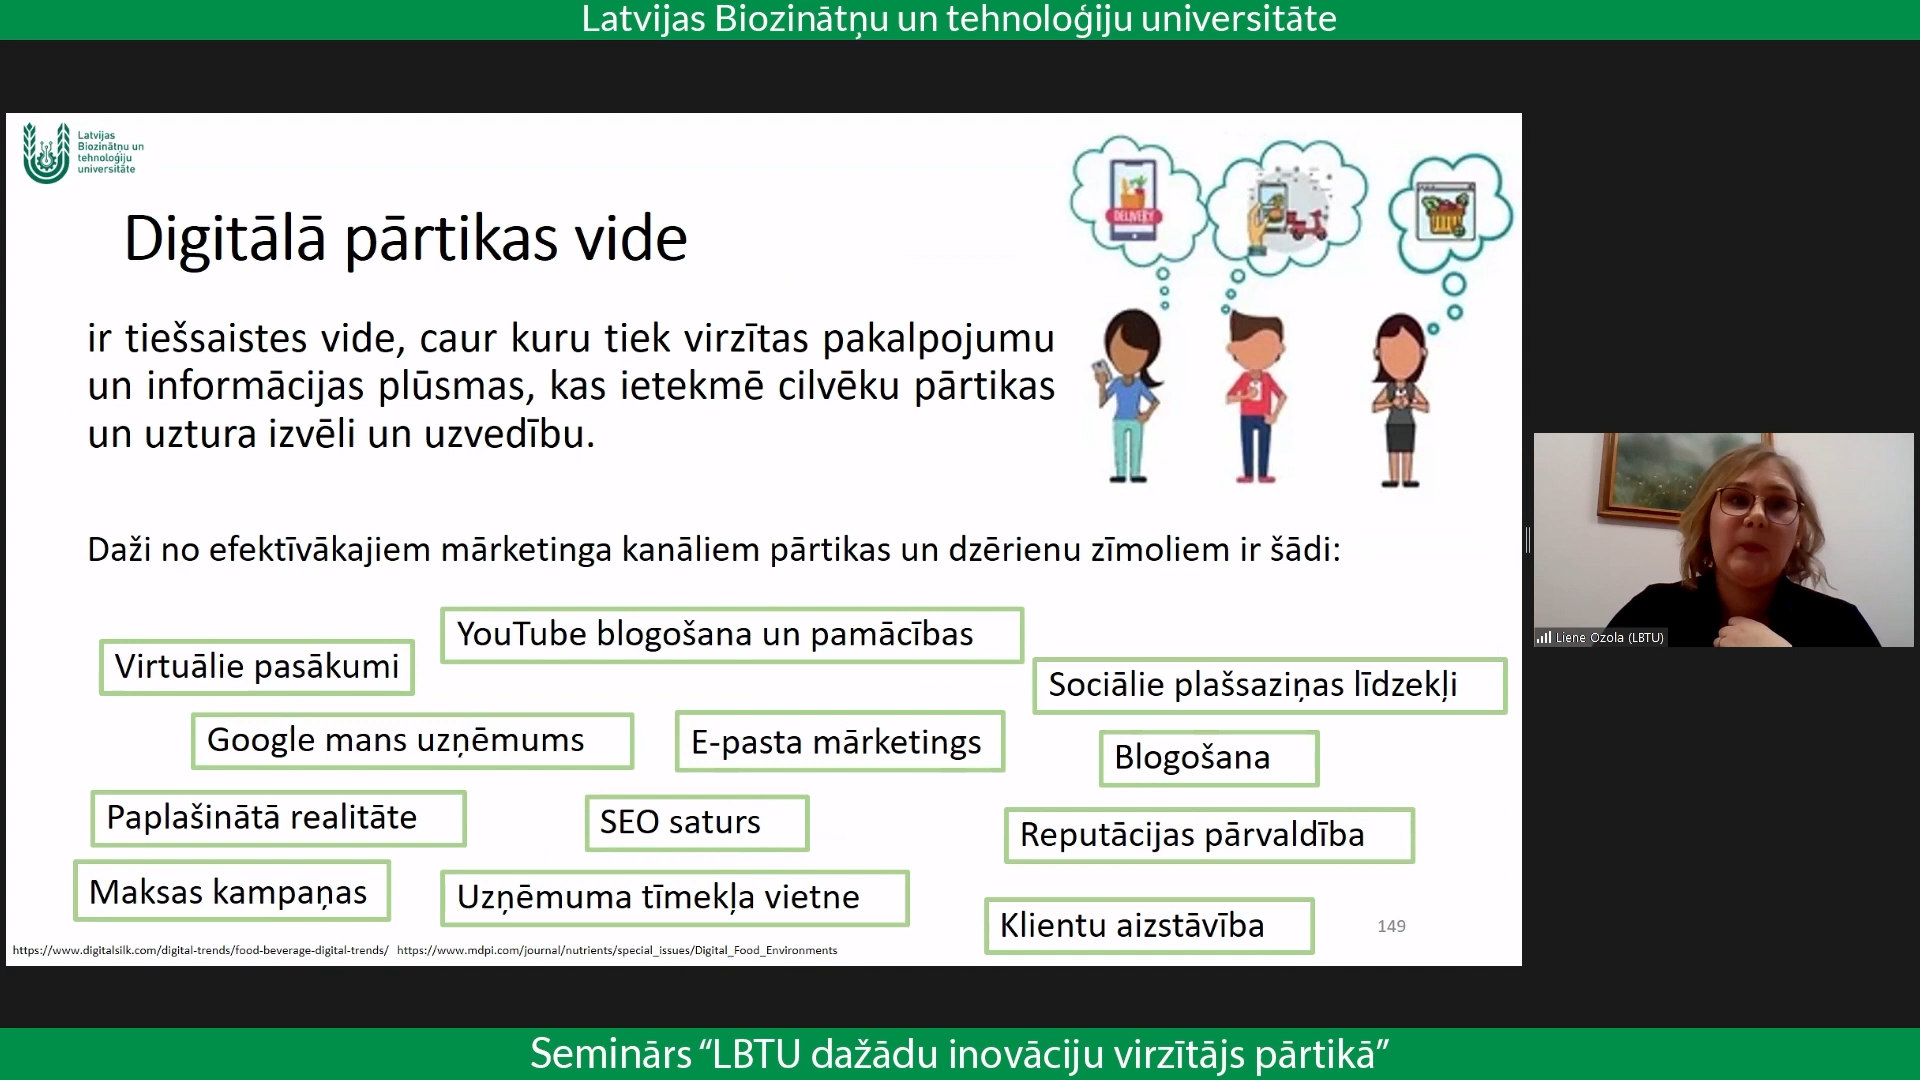 Latvijas Biozinātņu un tehnoloģiju universitāte
Latvijas
Biozinātņu un
tehnoloģiju
universitāte
DELIVERY
Digitālā pārtikas vide
ir tiešsaistes vide, caur kuru tiek virzītas pakalpojumu
un informācijas plūsmas, kas ietekmē cilvēku pārtikas
un uztura izvēli un uzvedību.
Daži no efektīvākajiem mārketinga kanāliem pārtikas un dzērienu zīmoliem ir šādi:
YouTube blogošana un pamācības
Virtuālie pasākumi
Sociālie plašsaziņas līdzekļi
Google mans uzņēmums
E-pasta mārketings
Blogošana
Paplašinātā realitāte
SEO saturs
Reputācijas pārvaldība
Maksas kampaņas
Uzņēmuma tīmekļa vietne
Klientu aizstāvība
149
https://www.digitalsilk.com/digital-trends/food-beverage-digital-trends/ https://www.mdpi.com/journal/nutrients/special_issues/Digital_Food_Environments
Liene Ozola (LBTU)
Seminārs “LBTU dažādu inovāciju virzītājs pārtikā”